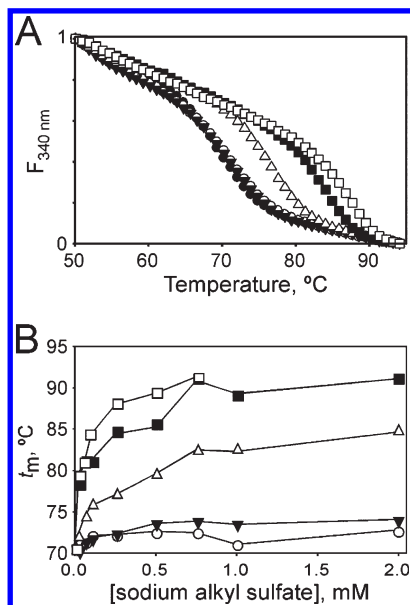 A
1
F340 nm
0
50 60 70 80 90
Temperature, ºC
B
95
90
85
80
75
70
tm, ºC
0.0 0.5 1.0 1.5 2.0
[sodium alkyl sulfate], mM